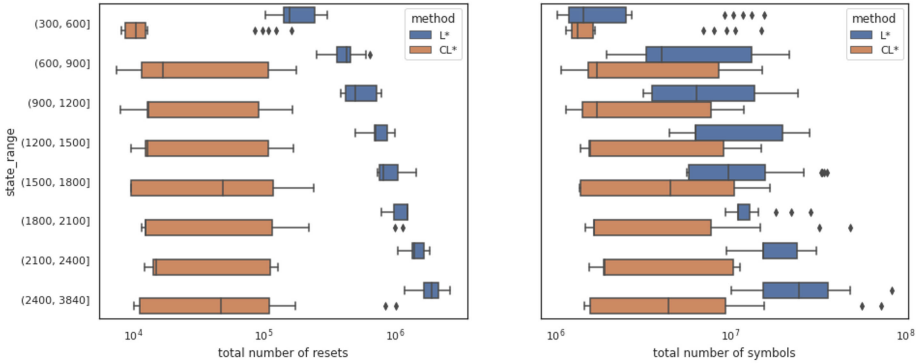 method
L*
CL*
method
L*
CL*
state_range
(300, 600]
(600, 900]
(900, 1200]
(1200, 1500]
(1500, 1800]
(1800, 2100]
(2100, 2400]
(2400, 3840]
10^4
10^5
10^6
10^6
10^7
10^8
total number of resets
total number of symbols